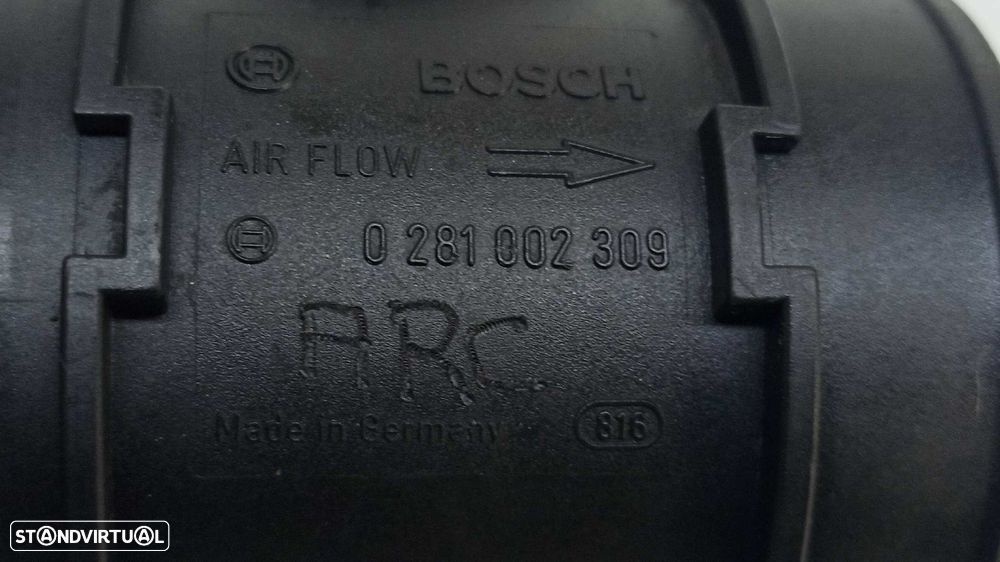 BOSCH
AIR FLOW
0 281 002 309
ARC
Made in Germany 816
STANDVIRTUAL